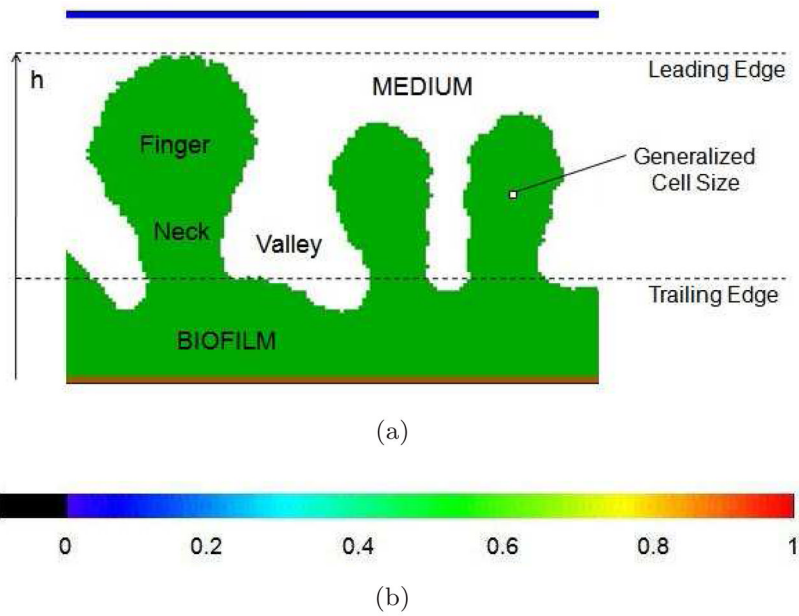 h
Leading Edge
MEDIUM
Finger
Generalized
Cell Size
Neck
Valley
Trailing Edge
BIOFILM
(a)
0 0.2 0.4 0.6 0.8 1
(b)